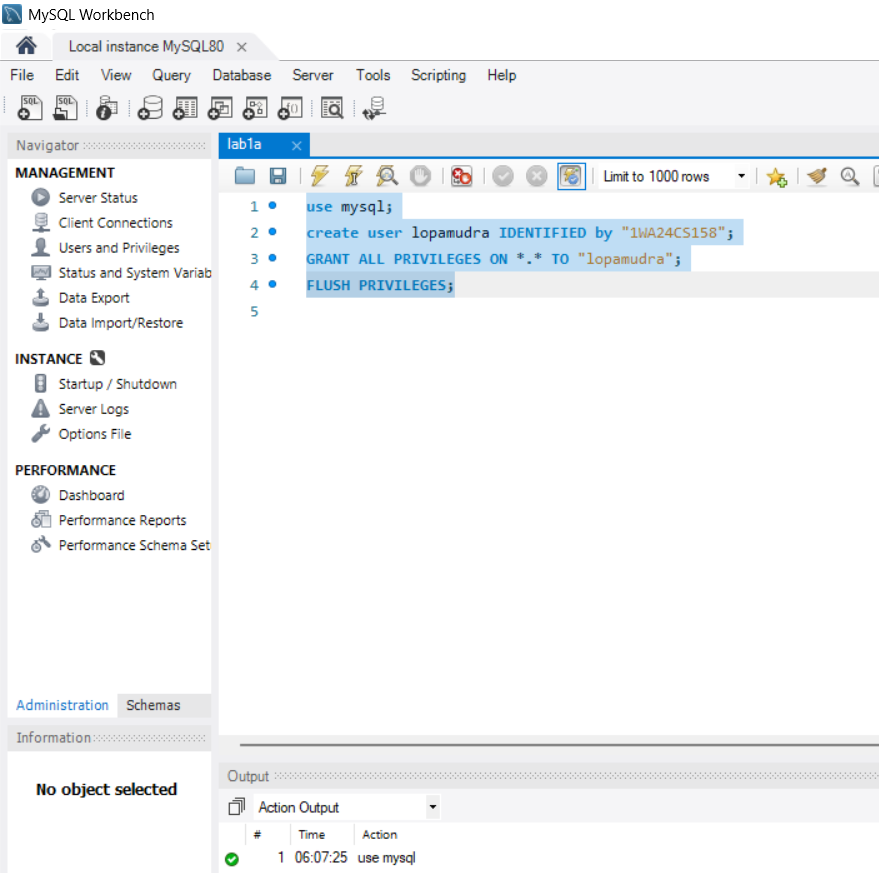 MySQL Workbench
Local instance MySQL80
File Edit View Query Database Server Tools Scripting Help
Navigator
MANAGEMENT
Server Status
Client Connections
Users and Privileges
Status and System Variab
Data Export
Data Import/Restore
INSTANCE
Startup / Shutdown
Server Logs
Options File
PERFORMANCE
Dashboard
Performance Reports
Performance Schema Set
Administration Schemas
Information
No object selected
lab1a
Limit to 1000 rows
1 use mysql;
2 create user lopamudra IDENTIFIED by "1WA24CS158";
3 GRANT ALL PRIVILEGES ON *.* TO "lopamudra";
4 FLUSH PRIVILEGES;
5
Output
Action Output
# Time Action
1 06:07:25 use mysql